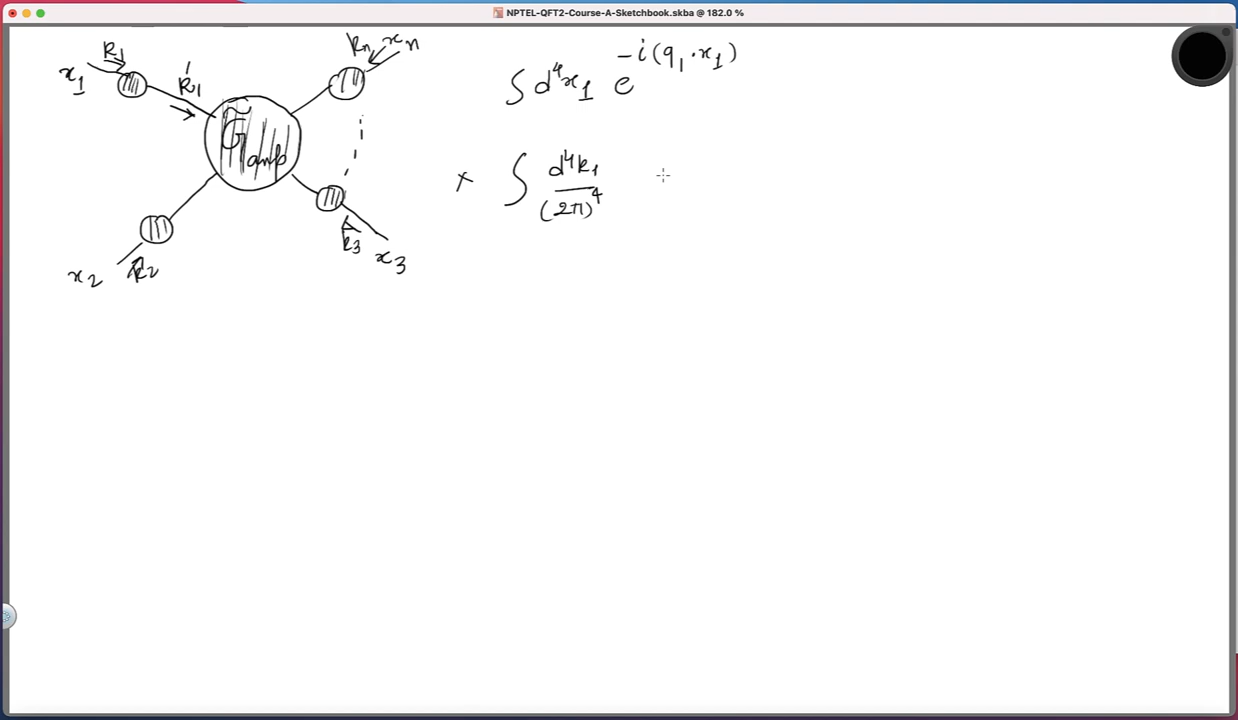 NPTEL-QFT2-Course-A-Sketchbook.skba @ 182.0 %
k₁
x₁
k₁'
kₙ
xₙ
G̃amp
x₂
k₂
k₃
x₃
∫ d⁴x₁ e^{-i(q₁·x₁)}
× ∫ d⁴k₁/(2π)⁴